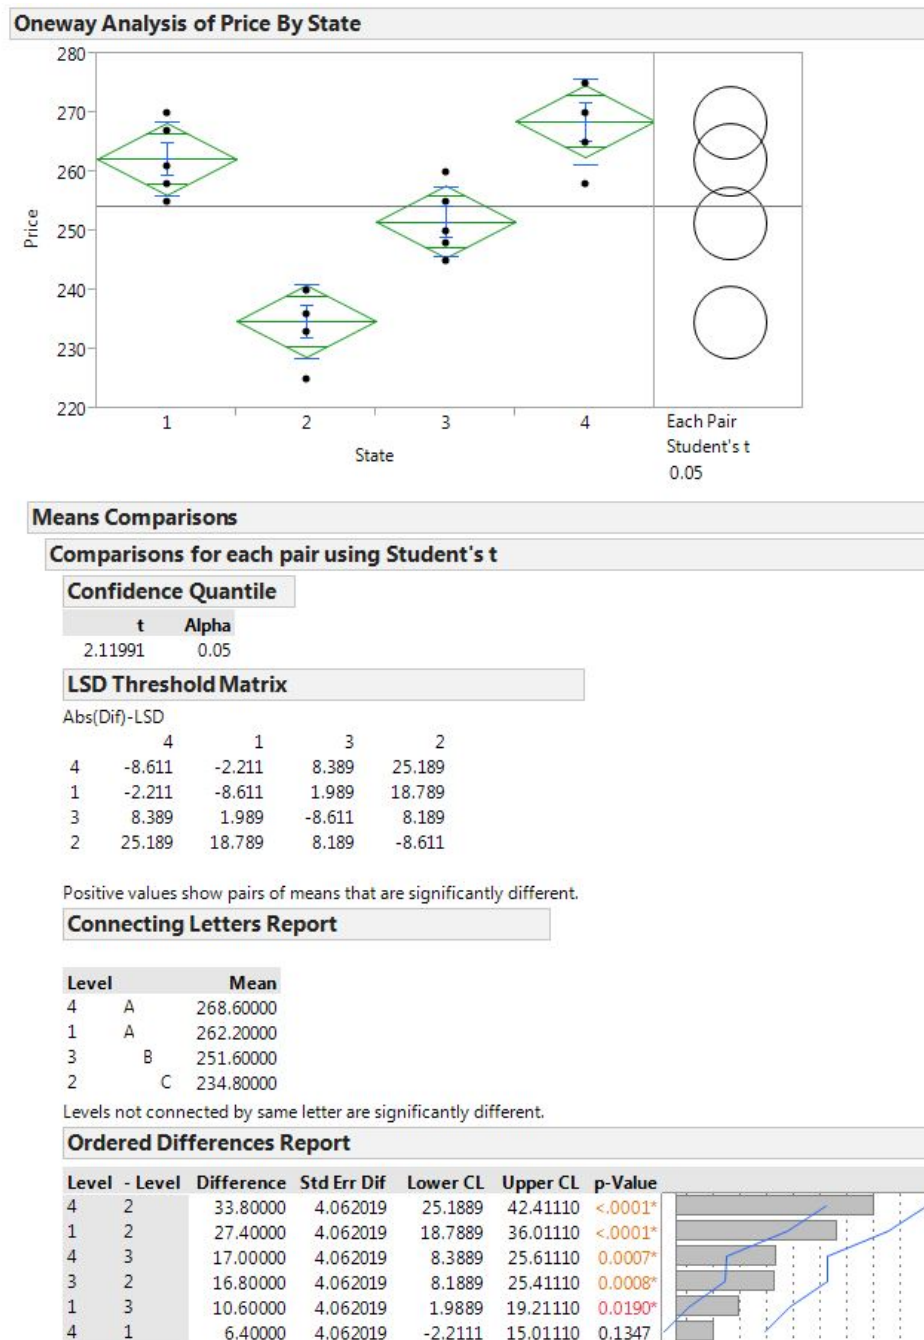 Oneway Analysis of Price By State
280
270
260
250
240
230
220
Price
1 2 3 4
State
Each Pair
Student's t
0.05
Means Comparisons
Comparisons for each pair using Student's t
Confidence Quantile
t Alpha
2.11991 0.05
LSD Threshold Matrix
Abs(Dif)-LSD
4 1 3 2
4 -8.611 -2.211 8.389 25.189
1 -2.211 -8.611 1.989 18.789
3 8.389 1.989 -8.611 8.189
2 25.189 18.789 8.189 -8.611
Positive values show pairs of means that are significantly different.
Connecting Letters Report
Level Mean
4 A 268.60000
1 A 262.20000
3 B 251.60000
2 C 234.80000
Levels not connected by same letter are significantly different.
Ordered Differences Report
Level - Level Difference Std Err Dif Lower CL Upper CL p-Value
4 2 33.80000 4.062019 25.1889 42.41110 <.0001*
1 2 27.40000 4.062019 18.7889 36.01110 <.0001*
4 3 17.00000 4.062019 8.3889 25.61110 0.0007*
3 2 16.80000 4.062019 8.1889 25.41110 0.0008*
1 3 10.60000 4.062019 1.9889 19.21110 0.0190*
4 1 6.40000 4.062019 -2.2111 15.01110 0.1347